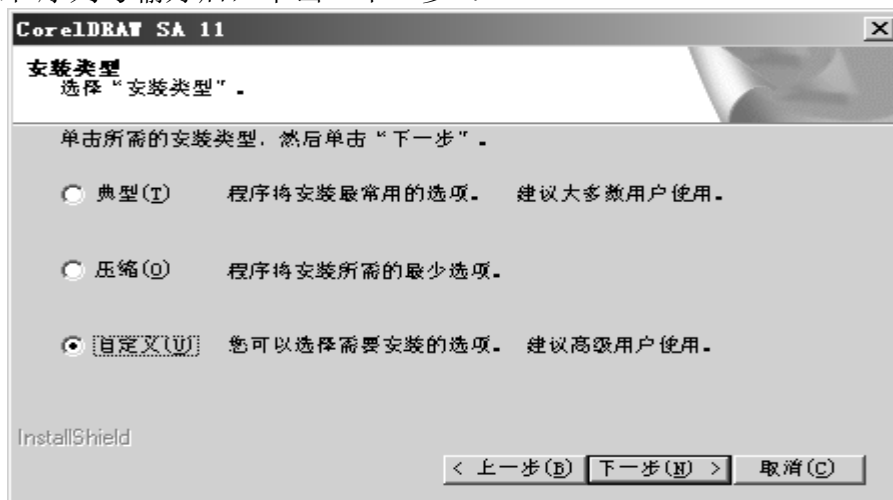 CorelDRAW SA 11
安装类型
选择“安装类型”。
单击所需的安装类型，然后单击“下一步”。
典型(T) 程序将安装最常用的选项。 建议大多数用户使用。
压缩(O) 程序将安装所需的最少选项。
自定义(U) 您可以选择需要安装的选项。 建议高级用户使用。
InstallShield
< 上一步(B) 下一步(N) > 取消(C)